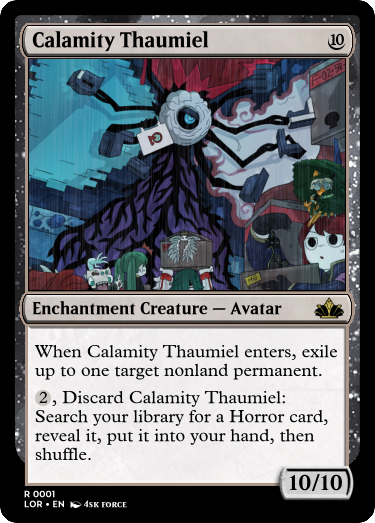 Calamity Thaumiel
10
Enchantment Creature — Avatar
When Calamity Thaumiel enters, exile
up to one target nonland permanent.
2, Discard Calamity Thaumiel:
Search your library for a Horror card,
reveal it, put it into your hand, then
shuffle.
10/10
R 0001
LOR • EN 4SK FORCE